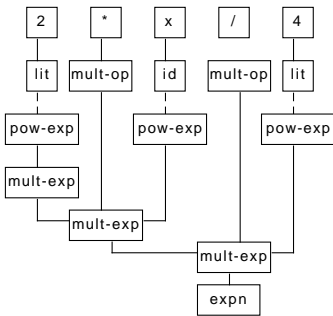 2 * x / 4
lit mult-op id mult-op lit
pow-exp pow-exp pow-exp
mult-exp
mult-exp
mult-exp
expn